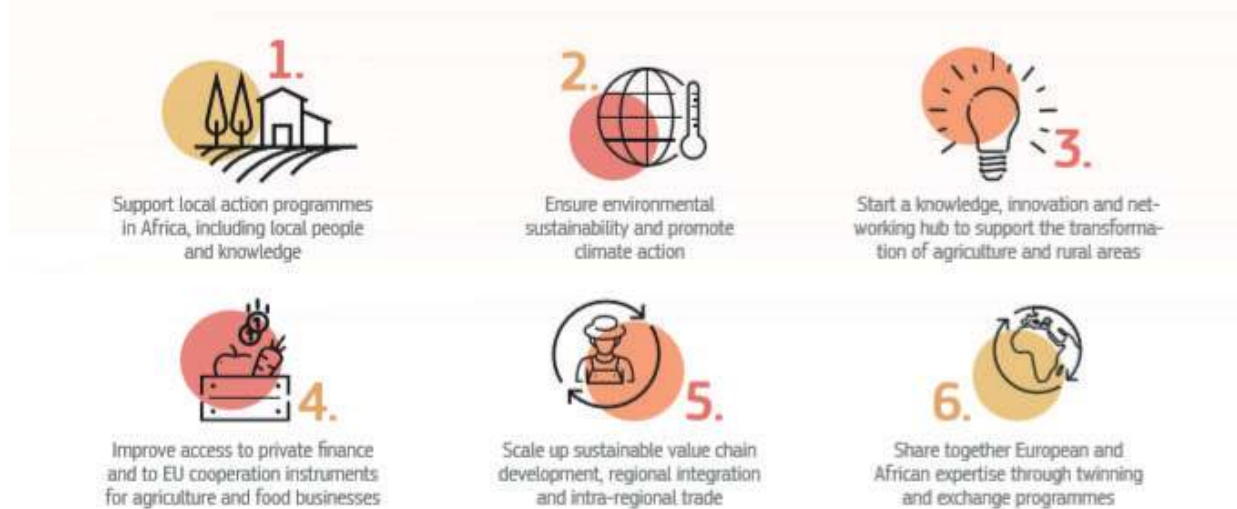 1.
Support local action programmes
in Africa, including local people
and knowledge
2.
Ensure environmental
sustainability and promote
climate action
3.
Start a knowledge, innovation and net-
working hub to support the transforma-
tion of agriculture and rural areas
4.
Improve access to private finance
and to EU cooperation instruments
for agriculture and food businesses
5.
Scale up sustainable value chain
development, regional integration
and intra-regional trade
6.
Share together European and
African expertise through twinning
and exchange programmes